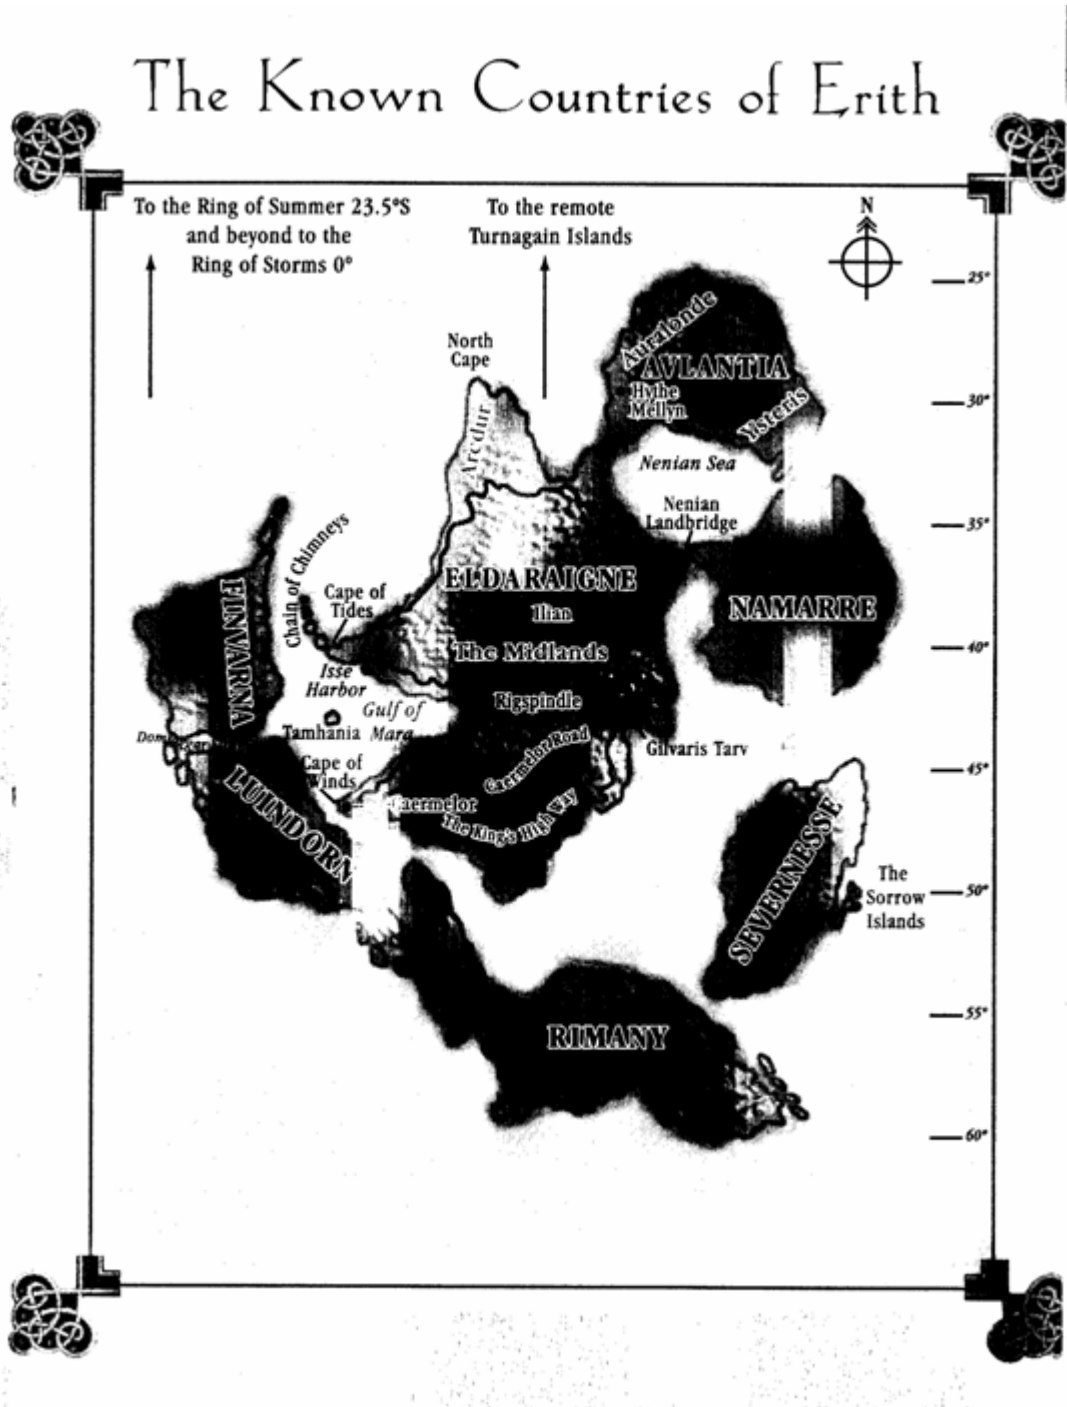 The Known Countries of Erith
To the Ring of Summer 23.5°S
and beyond to the
Ring of Storms 0°
To the remote
Turnagain Islands
N
25°
Auralonde
North
Cape
AVLANTIA
Hythe
Mellyn
30°
Ysteris
Arcdur
Nenian Sea
Nenian
Landbridge
35°
Chain of Chimneys
ELDARAIGNE
FINVARNA
Cape of
Tides
Ilian
NAMARRE
The Midlands
40°
Isse
Harbor
Rigspindle
Gulf of
Mara
Tamhania
Caermelor Road
Gilvaris Tarv
Cape of
Winds
45°
LUINDORN
Caermelor
The King's High Way
SEVERNESSE
The
Sorrow
Islands
50°
55°
RIMANY
60°